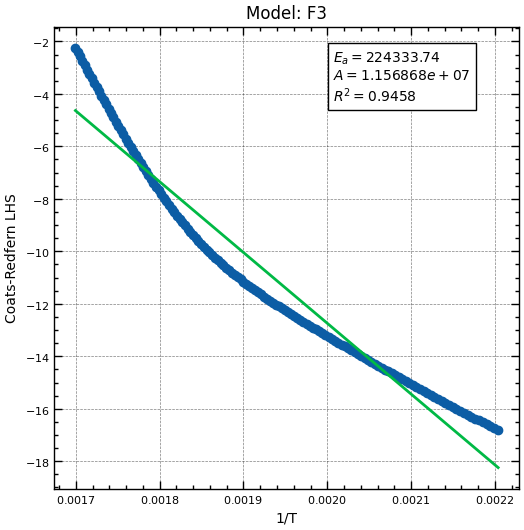 Model: F3
E_a = 224333.74
A = 1.156868e + 07
R^2 = 0.9458
Coats-Redfern LHS
−2
−4
−6
−8
−10
−12
−14
−16
−18
0.0017 0.0018 0.0019 0.0020 0.0021 0.0022
1/T